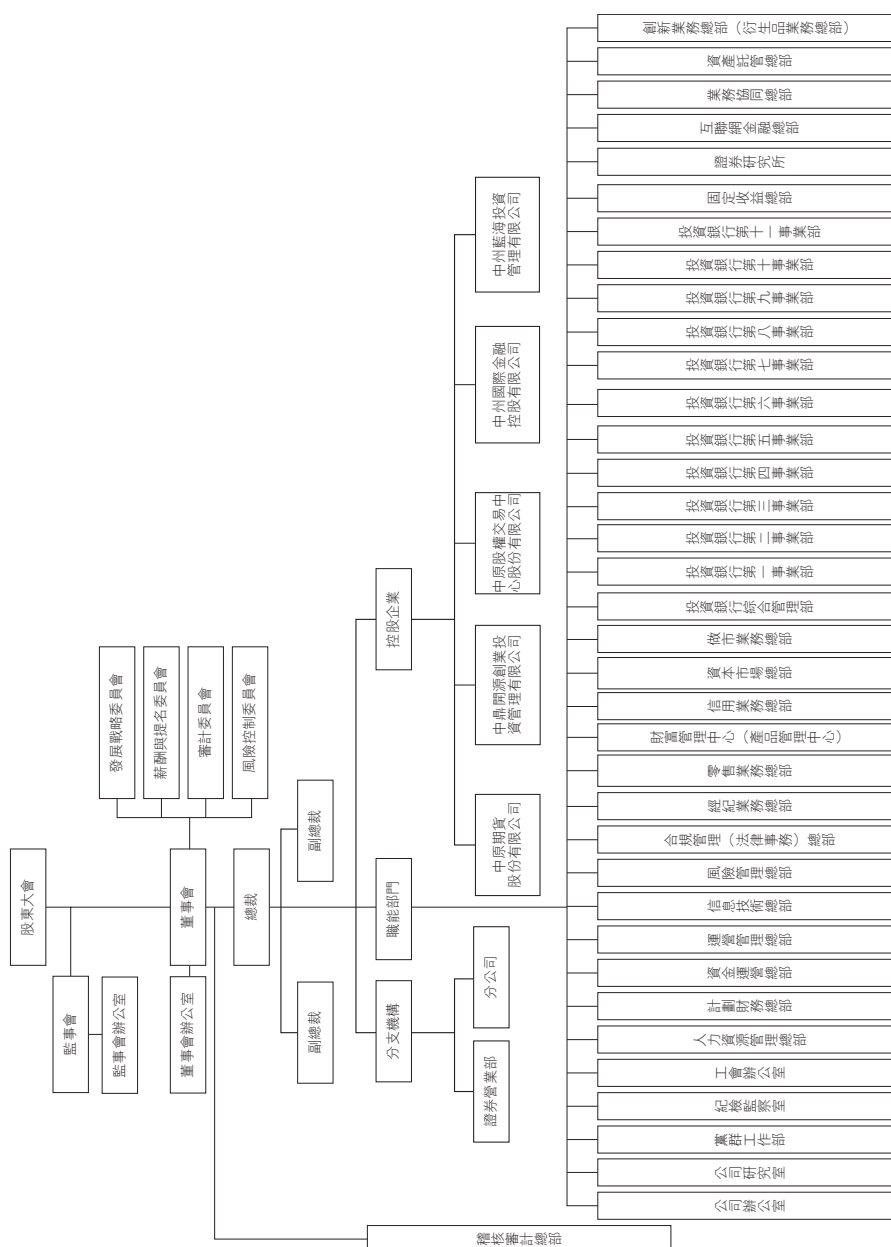 股東大會
監事會
監事會辦公室
發展戰略委員會
薪酬與提名委員會
審計委員會
風險控制委員會
董事會
董事會辦公室
總裁
副總裁
副總裁
分支機構
職能部門
控股企業
證券營業部
分公司
中原期貨
股份有限公司
中鼎開源創業投
資管理有限公司
中原股權交易中
心股份有限公司
中州國際金融
控股有限公司
中州藍海投資
管理有限公司
稽核審計總部
公司辦公室
公司研究室
黨群工作部
紀檢監察室
工會辦公室
人力資源管理總部
計劃財務總部
資金運營總部
運營管理總部
信息技術總部
風險管理總部
合規管理（法律事務）總部
經紀業務總部
零售業務總部
財富管理中心（產品管理中心）
信用業務總部
資本市場總部
做市業務總部
投資銀行綜合管理部
投資銀行第一事業部
投資銀行第二事業部
投資銀行第三事業部
投資銀行第四事業部
投資銀行第五事業部
投資銀行第六事業部
投資銀行第七事業部
投資銀行第八事業部
投資銀行第九事業部
投資銀行第十事業部
投資銀行第十一事業部
固定收益總部
證券研究所
互聯網金融總部
業務協同總部
資產託管總部
創新業務總部（衍生品業務總部）